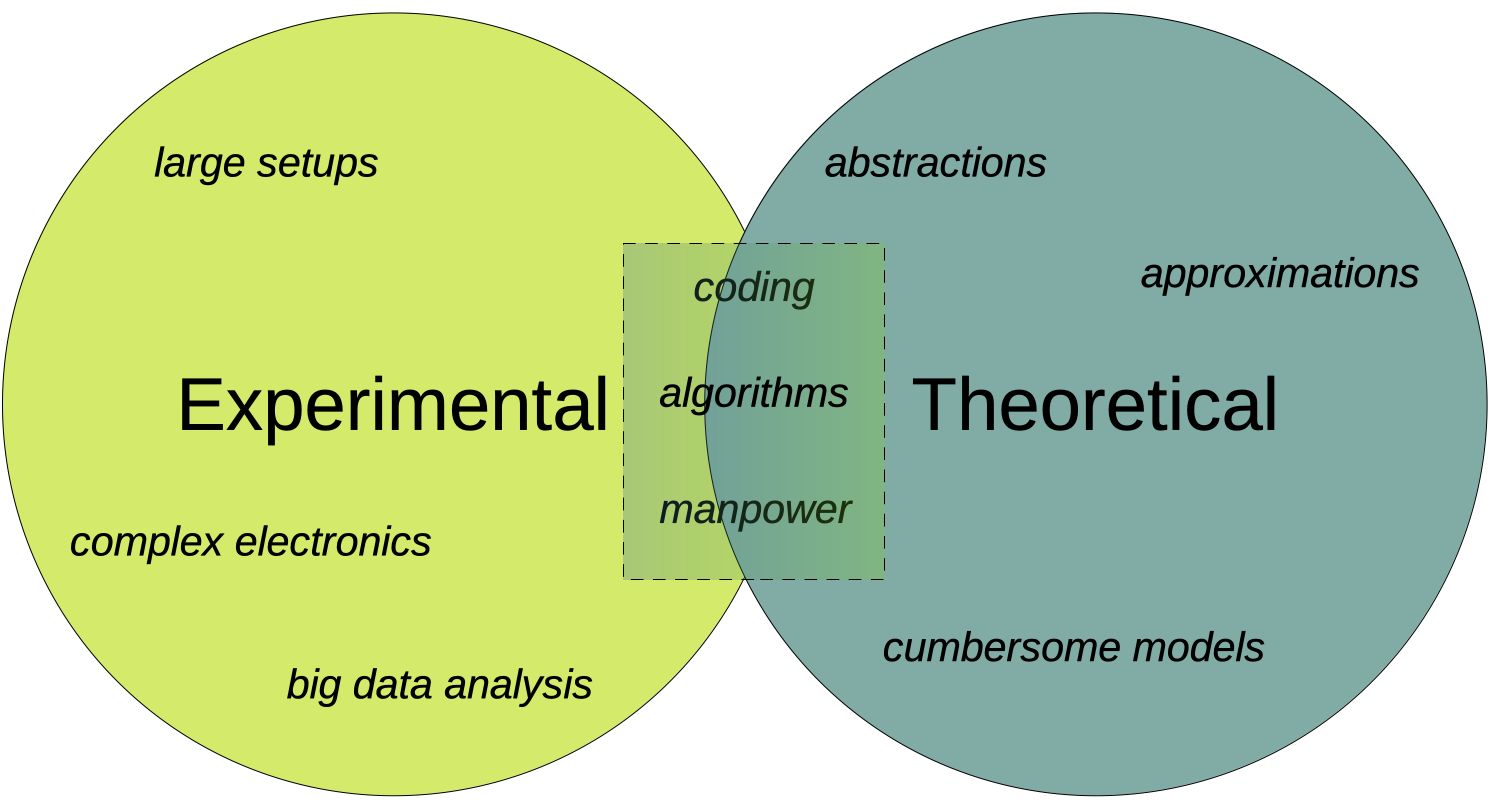 large setups
abstractions
coding
approximations
Experimental
algorithms
Theoretical
manpower
complex electronics
cumbersome models
big data analysis